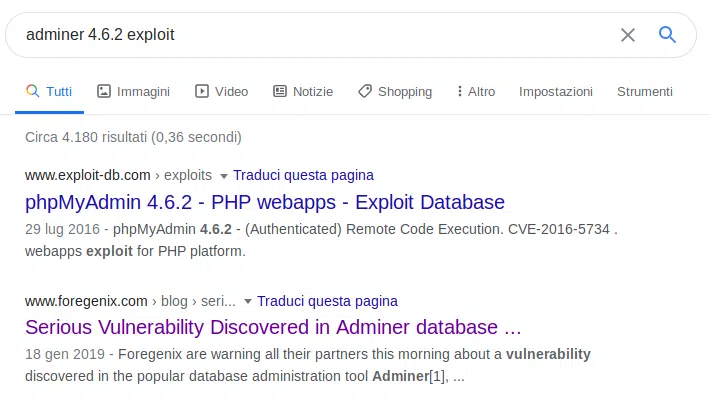 adminer 4.6.2 exploit
Tutti Immagini Video Notizie Shopping Altro Impostazioni Strumenti
Circa 4.180 risultati (0,36 secondi)
www.exploit-db.com › exploits Traduci questa pagina
phpMyAdmin 4.6.2 - PHP webapps - Exploit Database
29 lug 2016 - phpMyAdmin 4.6.2 - (Authenticated) Remote Code Execution. CVE-2016-5734 .
webapps exploit for PHP platform.
www.foregenix.com › blog › seri... Traduci questa pagina
Serious Vulnerability Discovered in Adminer database ...
18 gen 2019 - Foregenix are warning all their partners this morning about a vulnerability
discovered in the popular database administration tool Adminer[1], ...